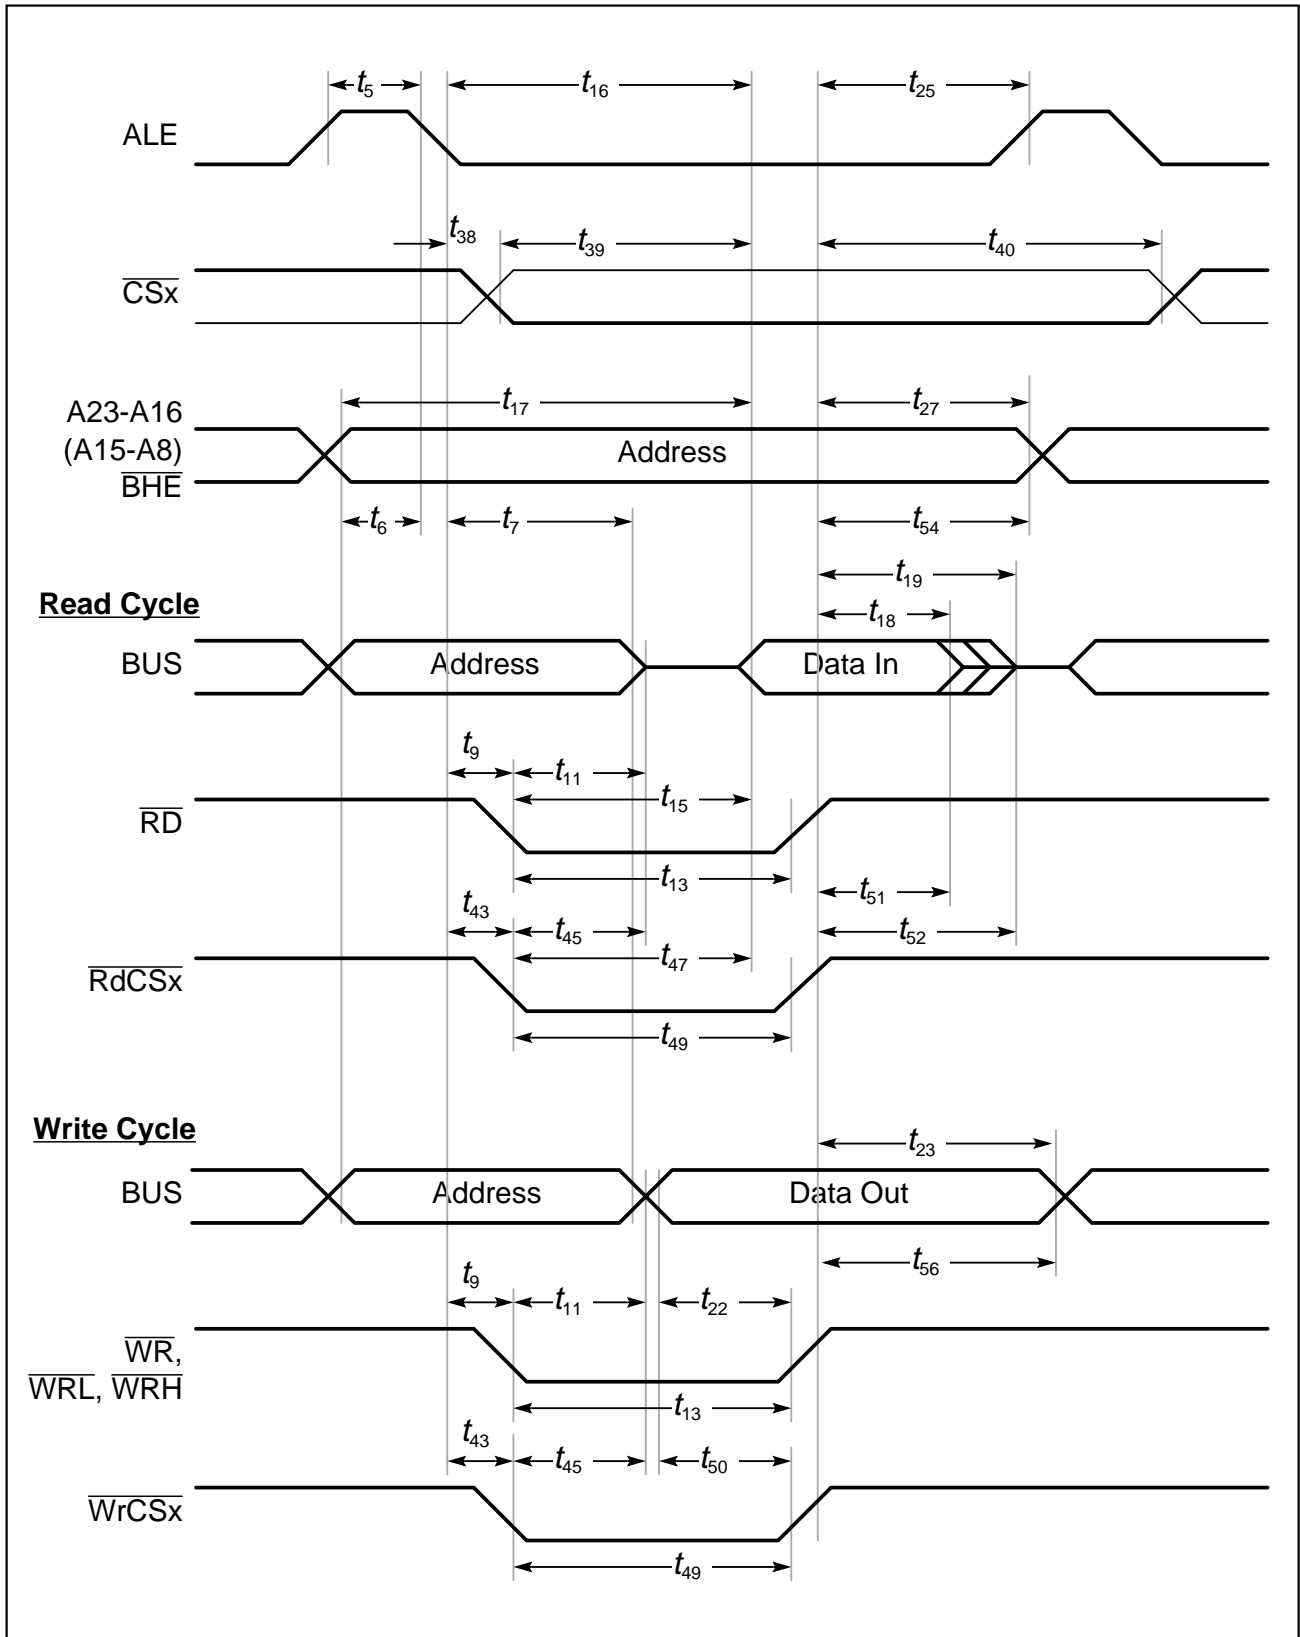 t5 t16 t25
ALE
t38 t39 t40
CSx
t17 t27
A23-A16
(A15-A8)
BHE
Address
t6 t7 t54
t19
Read Cycle
t18
BUS Address Data In
t9 t11
t15
RD
t13 t51
t43 t45 t52
t47
RdCSx
t49
Write Cycle
t23
BUS Address Data Out
t56
t9 t11 t22
WR,
WRL, WRH
t13
t43 t45 t50
WrCSx
t49